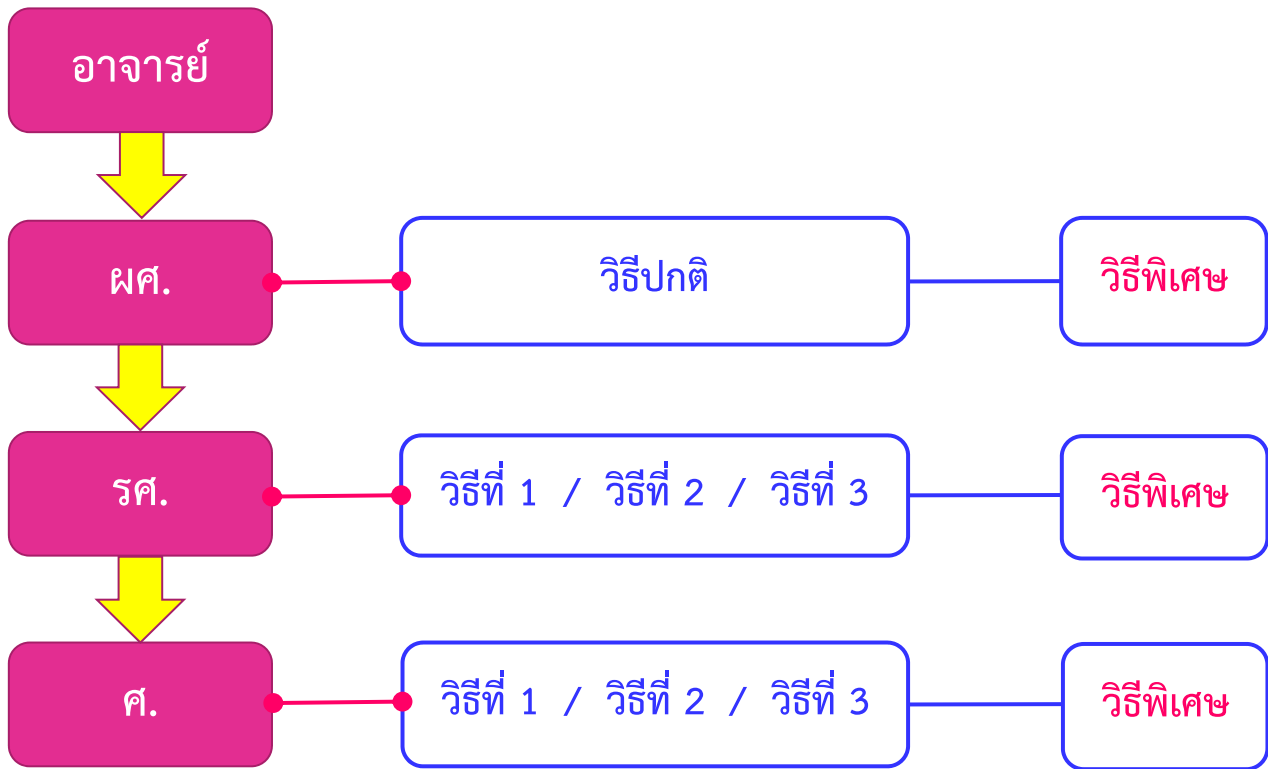 อาจารย์
ผศ.
วิธีปกติ
วิธีพิเศษ
รศ.
วิธีที่ 1 / วิธีที่ 2 / วิธีที่ 3
วิธีพิเศษ
ศ.
วิธีที่ 1 / วิธีที่ 2 / วิธีที่ 3
วิธีพิเศษ